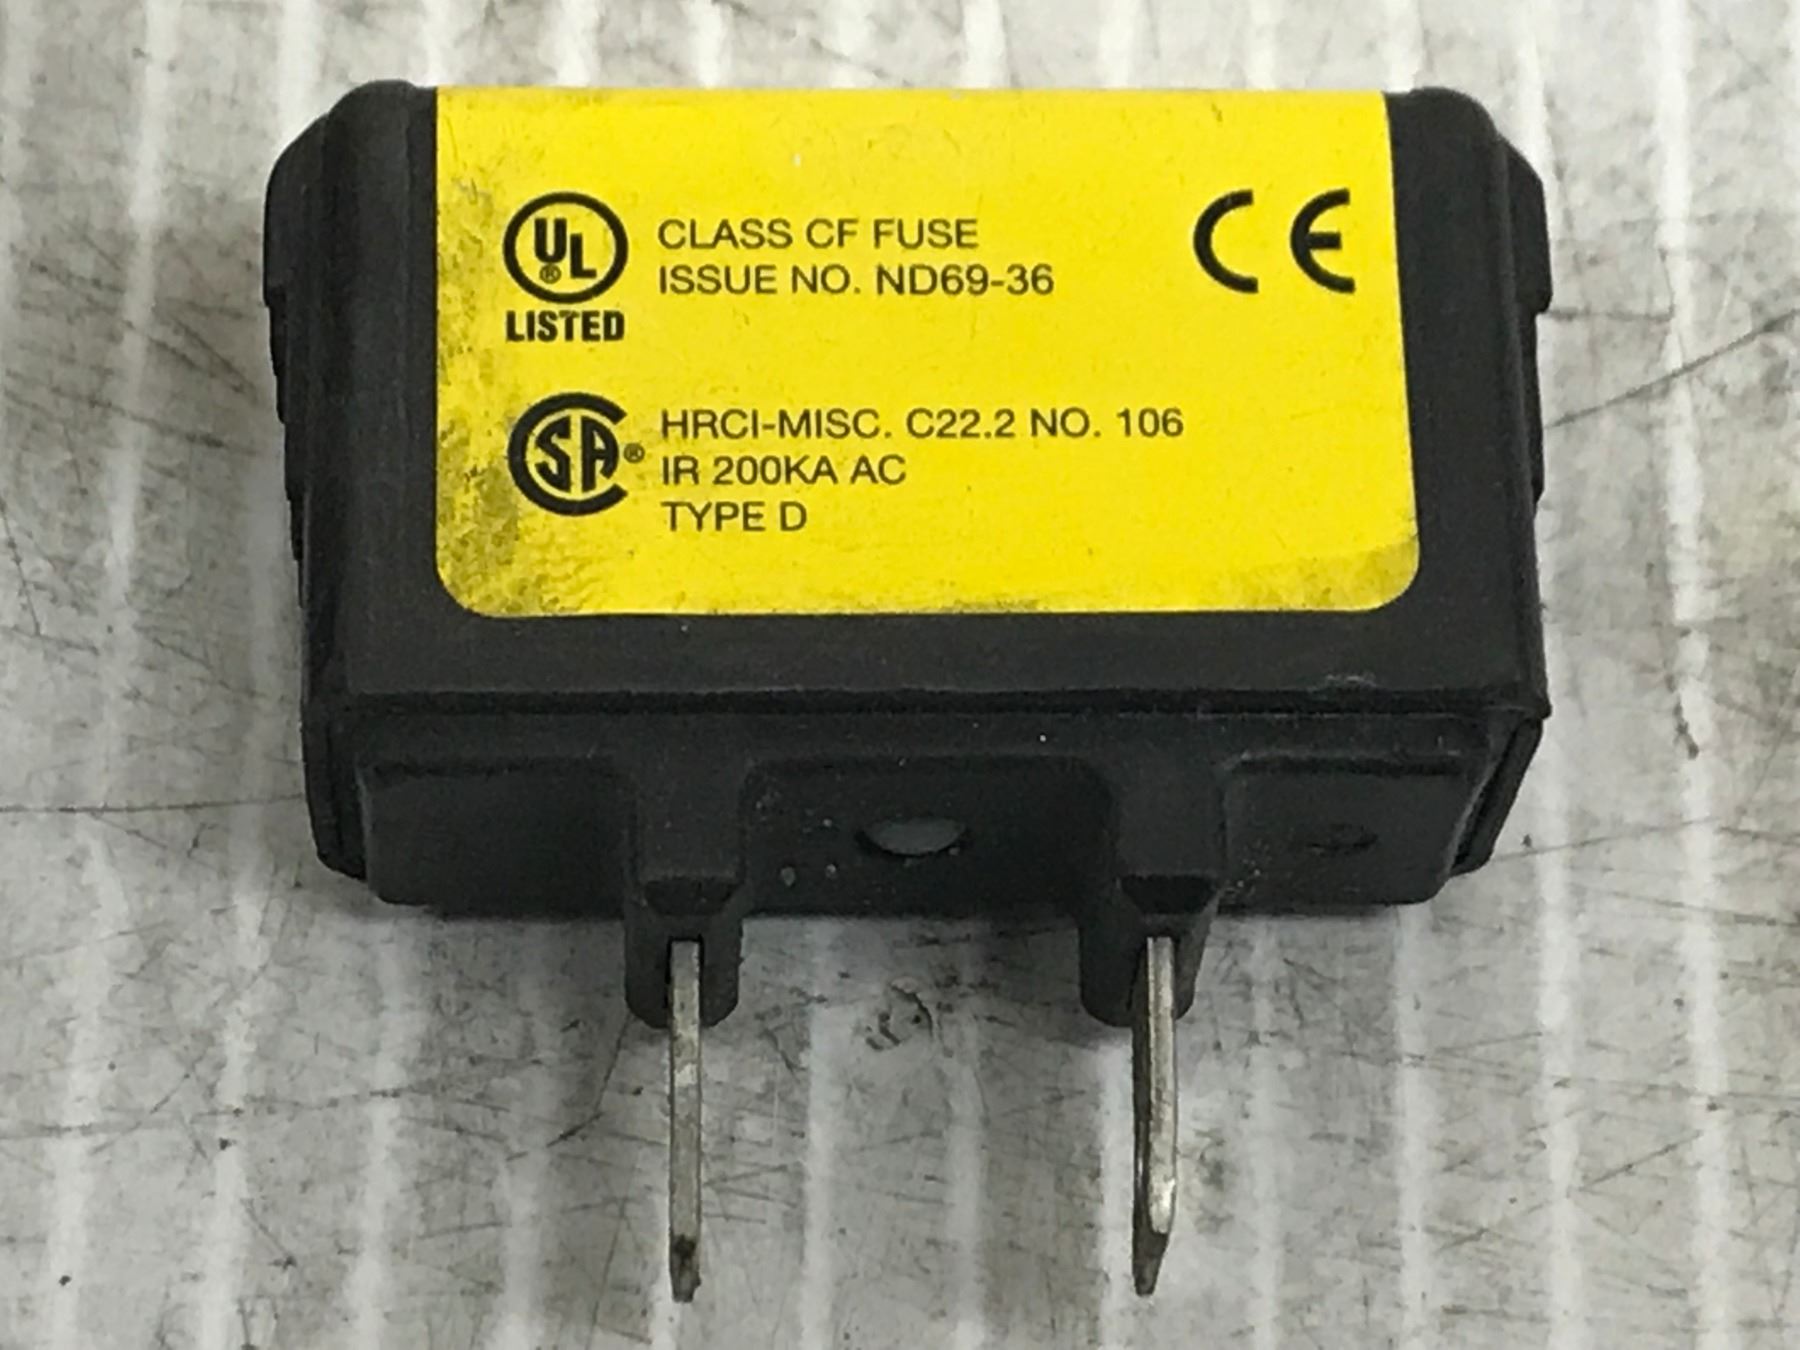 UL® CLASS CF FUSE
ISSUE NO. ND69-36
LISTED
CE
CSA® HRCI-MISC. C22.2 NO. 106
IR 200KA AC
TYPE D